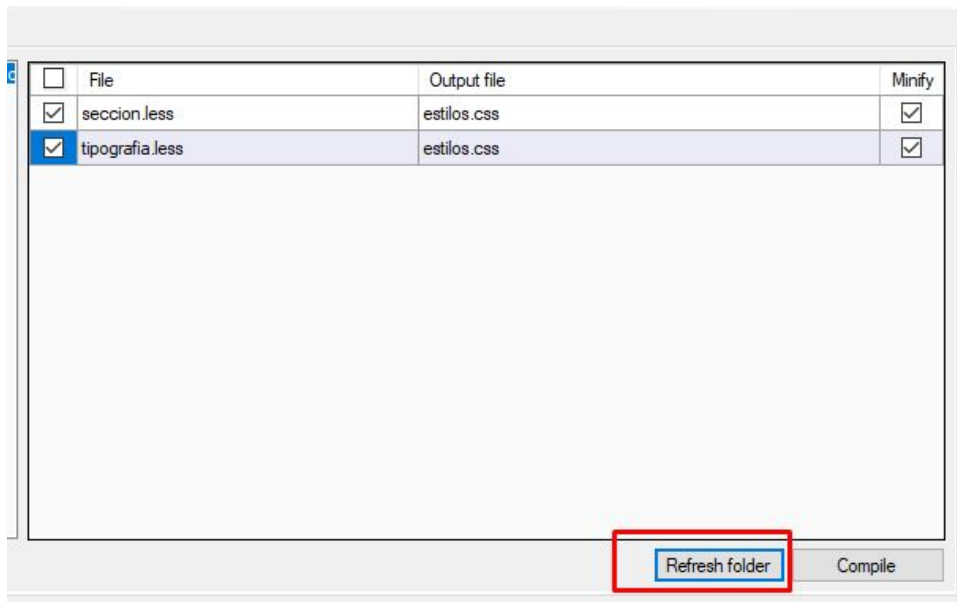 File Output file Minify
seccion.less estilos.css
tipografia.less estilos.css
Refresh folder Compile